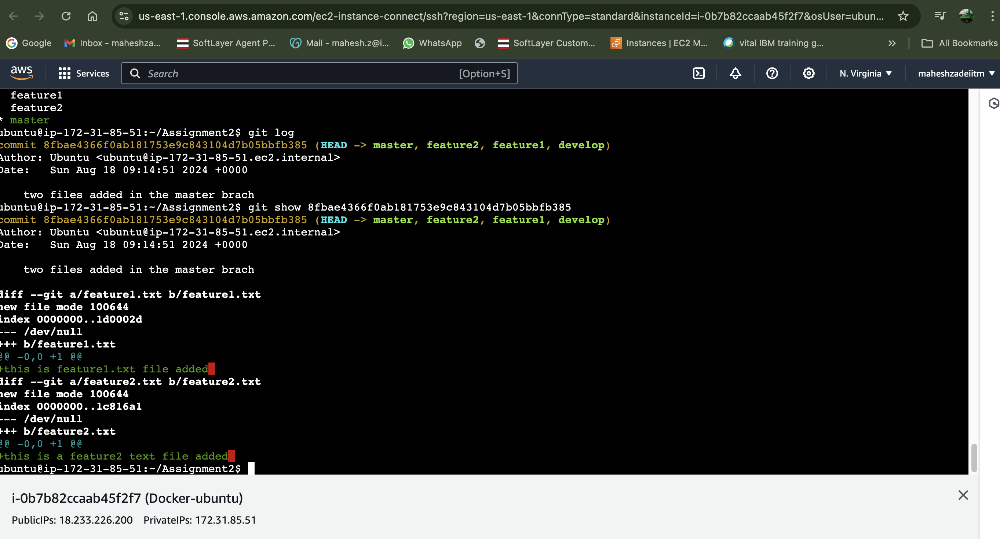 us-east-1.console.aws.amazon.com/ec2-instance-connect/ssh?region=us-east-1&connType=standard&instanceId=i-0b7b82ccaab45f2f7&osUser=ubun...
Google Inbox - maheshza... SoftLayer Agent P... Mail - mahesh.z@i... WhatsApp SoftLayer Custom... Instances | EC2 M... vital IBM training g... » All Bookmarks
aws Services Search [Option+S] N. Virginia maheshzadeiitm
feature1
feature2
* master
ubuntu@ip-172-31-85-51:~/Assignment2$ git log
commit 8fbae4366f0ab181753e9c843104d7b05bbfb385 (HEAD -> master, feature2, feature1, develop)
Author: Ubuntu <ubuntu@ip-172-31-85-51.ec2.internal>
Date:   Sun Aug 18 09:14:51 2024 +0000
two files added in the master brach
ubuntu@ip-172-31-85-51:~/Assignment2$ git show 8fbae4366f0ab181753e9c843104d7b05bbfb385
commit 8fbae4366f0ab181753e9c843104d7b05bbfb385 (HEAD -> master, feature2, feature1, develop)
Author: Ubuntu <ubuntu@ip-172-31-85-51.ec2.internal>
Date:   Sun Aug 18 09:14:51 2024 +0000
two files added in the master brach
diff --git a/feature1.txt b/feature1.txt
new file mode 100644
index 0000000..1d0002d
--- /dev/null
+++ b/feature1.txt
@@ -0,0 +1 @@
+this is feature1.txt file added
diff --git a/feature2.txt b/feature2.txt
new file mode 100644
index 0000000..1c816a1
--- /dev/null
+++ b/feature2.txt
@@ -0,0 +1 @@
+this is a feature2 text file added
ubuntu@ip-172-31-85-51:~/Assignment2$
i-0b7b82ccaab45f2f7 (Docker-ubuntu)
PublicIPs: 18.233.226.200 PrivateIPs: 172.31.85.51